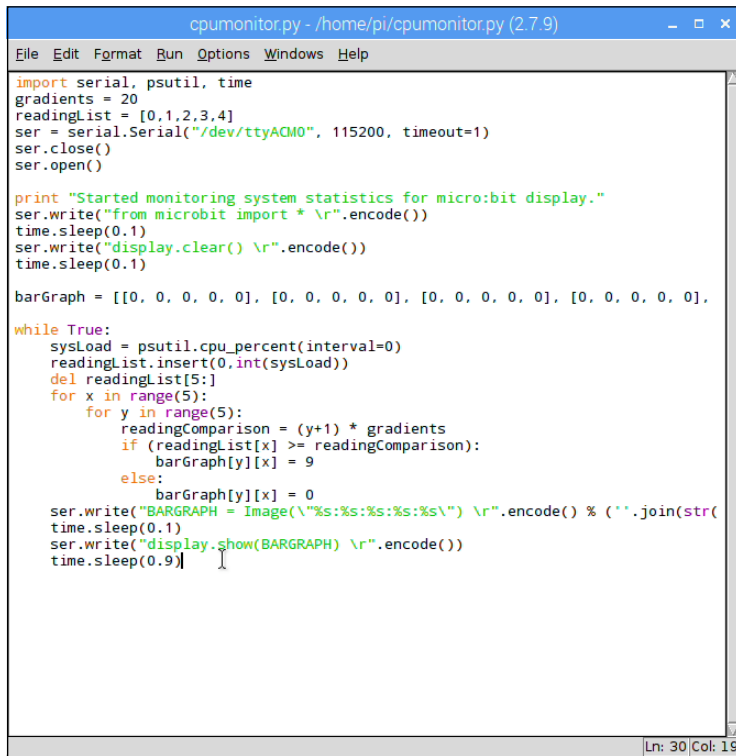 cpumonitor.py - /home/pi/cpumonitor.py (2.7.9)
File Edit Format Run Options Windows Help
import serial, psutil, time
gradients = 20
readingList = [0,1,2,3,4]
ser = serial.Serial("/dev/ttyACM0", 115200, timeout=1)
ser.close()
ser.open()
print "Started monitoring system statistics for micro:bit display."
ser.write("from microbit import * \r".encode())
time.sleep(0.1)
ser.write("display.clear() \r".encode())
time.sleep(0.1)
barGraph = [[0, 0, 0, 0, 0], [0, 0, 0, 0, 0], [0, 0, 0, 0, 0], [0, 0, 0, 0, 0],
while True:
    sysLoad = psutil.cpu_percent(interval=0)
    readingList.insert(0,int(sysLoad))
    del readingList[5:]
    for x in range(5):
        for y in range(5):
            readingComparison = (y+1) * gradients
            if (readingList[x] >= readingComparison):
                barGraph[y][x] = 9
            else:
                barGraph[y][x] = 0
    ser.write("BARGRAPH = Image(\"%s:%s:%s:%s:%s\") \r".encode() % (''.join(str(
    time.sleep(0.1)
    ser.write("display.show(BARGRAPH) \r".encode())
    time.sleep(0.9)
Ln: 30 Col: 19